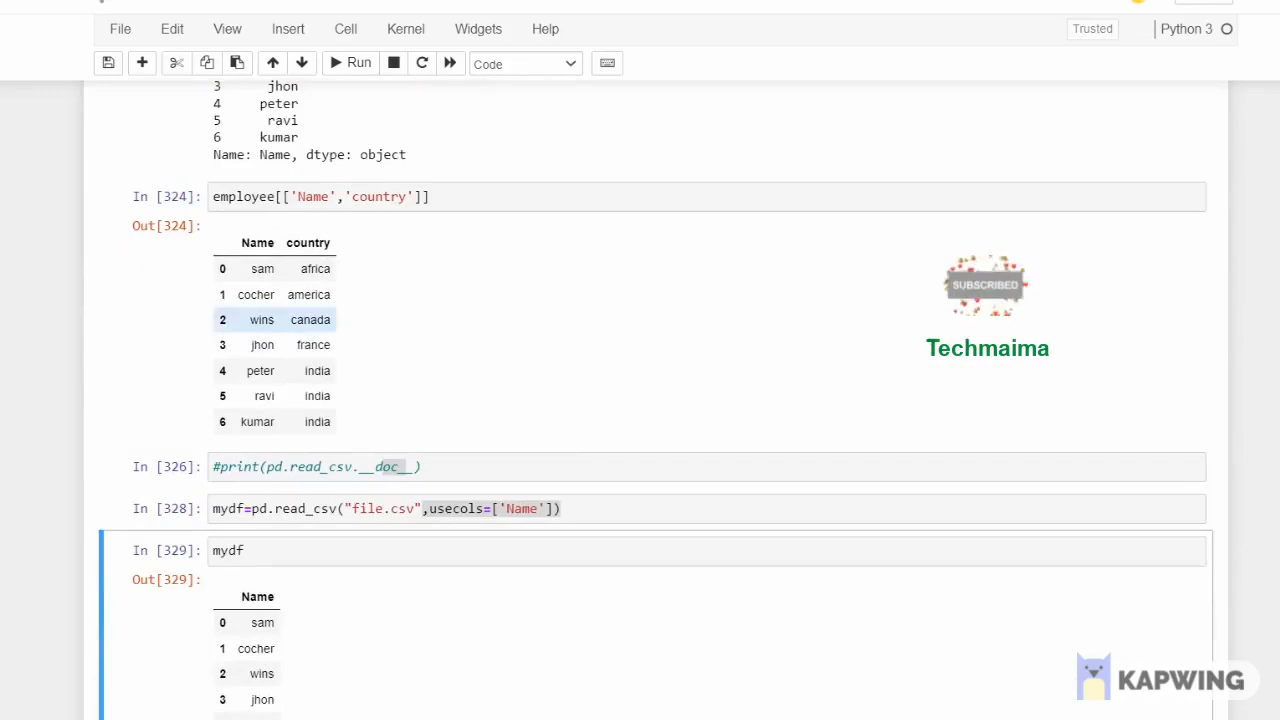 File Edit View Insert Cell Kernel Widgets Help Trusted Python 3
Run Code
3 jhon
4 peter
5 ravi
6 kumar
Name: Name, dtype: object
In [324]: employee[['Name','country']]
Out[324]:
Name country
0 sam africa
1 cocher america
2 wins canada
3 jhon france
4 peter india
5 ravi india
6 kumar india
SUBSCRIBED
Techmaima
In [326]: #print(pd.read_csv.__doc__)
In [328]: mydf=pd.read_csv("file.csv",usecols=['Name'])
In [329]: mydf
Out[329]:
Name
0 sam
1 cocher
2 wins
3 jhon
KAPWING